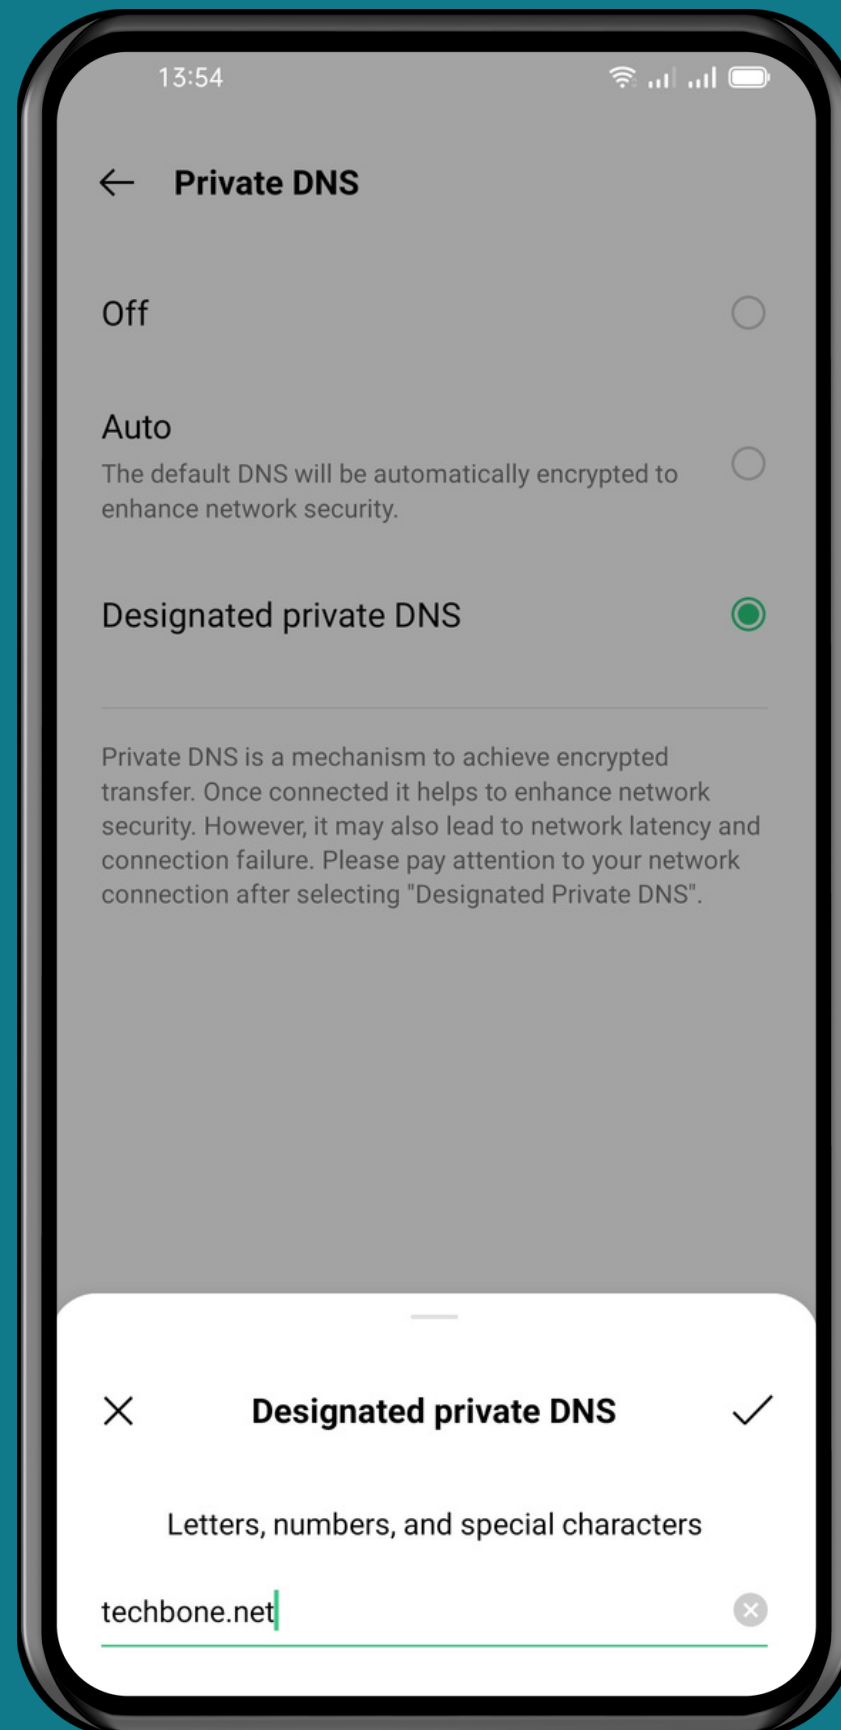 13:54
Private DNS
Off
Auto
The default DNS will be automatically encrypted to
enhance network security.
Designated private DNS
Private DNS is a mechanism to achieve encrypted
transfer. Once connected it helps to enhance network
security. However, it may also lead to network latency and
connection failure. Please pay attention to your network
connection after selecting "Designated Private DNS".
Designated private DNS
Letters, numbers, and special characters
techbone.net